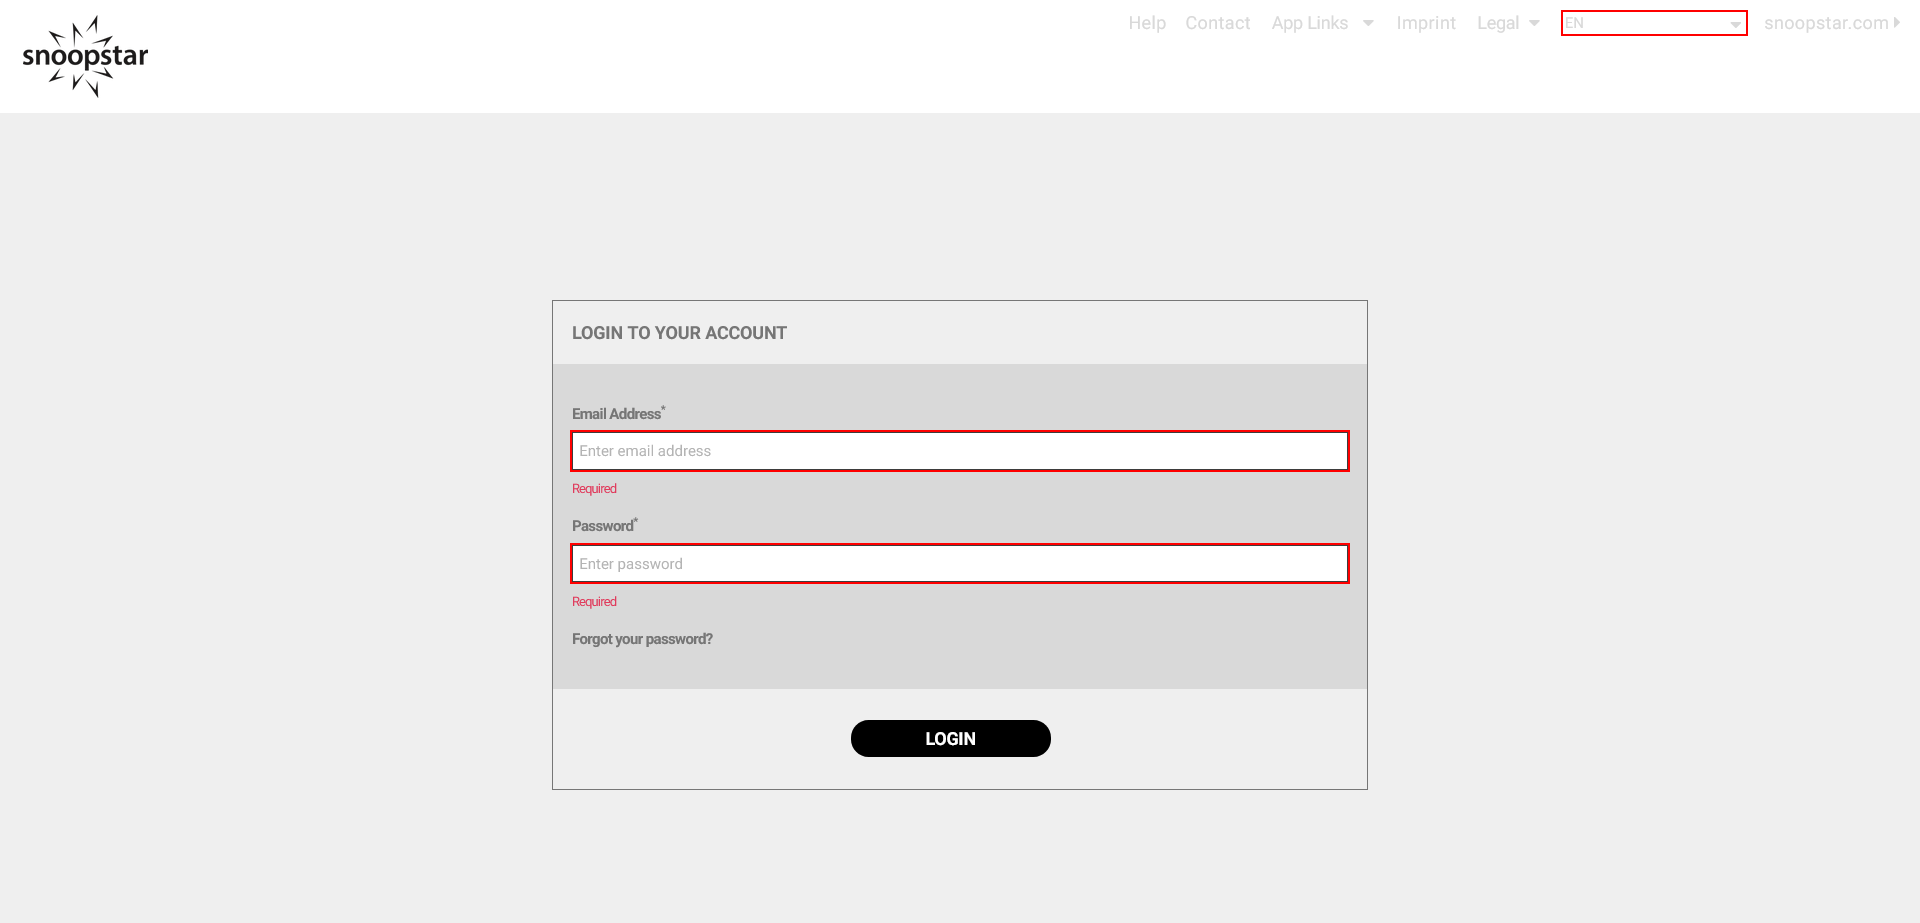 snoopstar
Help Contact App Links Imprint Legal EN snoopstar.com
LOGIN TO YOUR ACCOUNT
Email Address*
Enter email address
Required
Password*
Enter password
Required
Forgot your password?
LOGIN